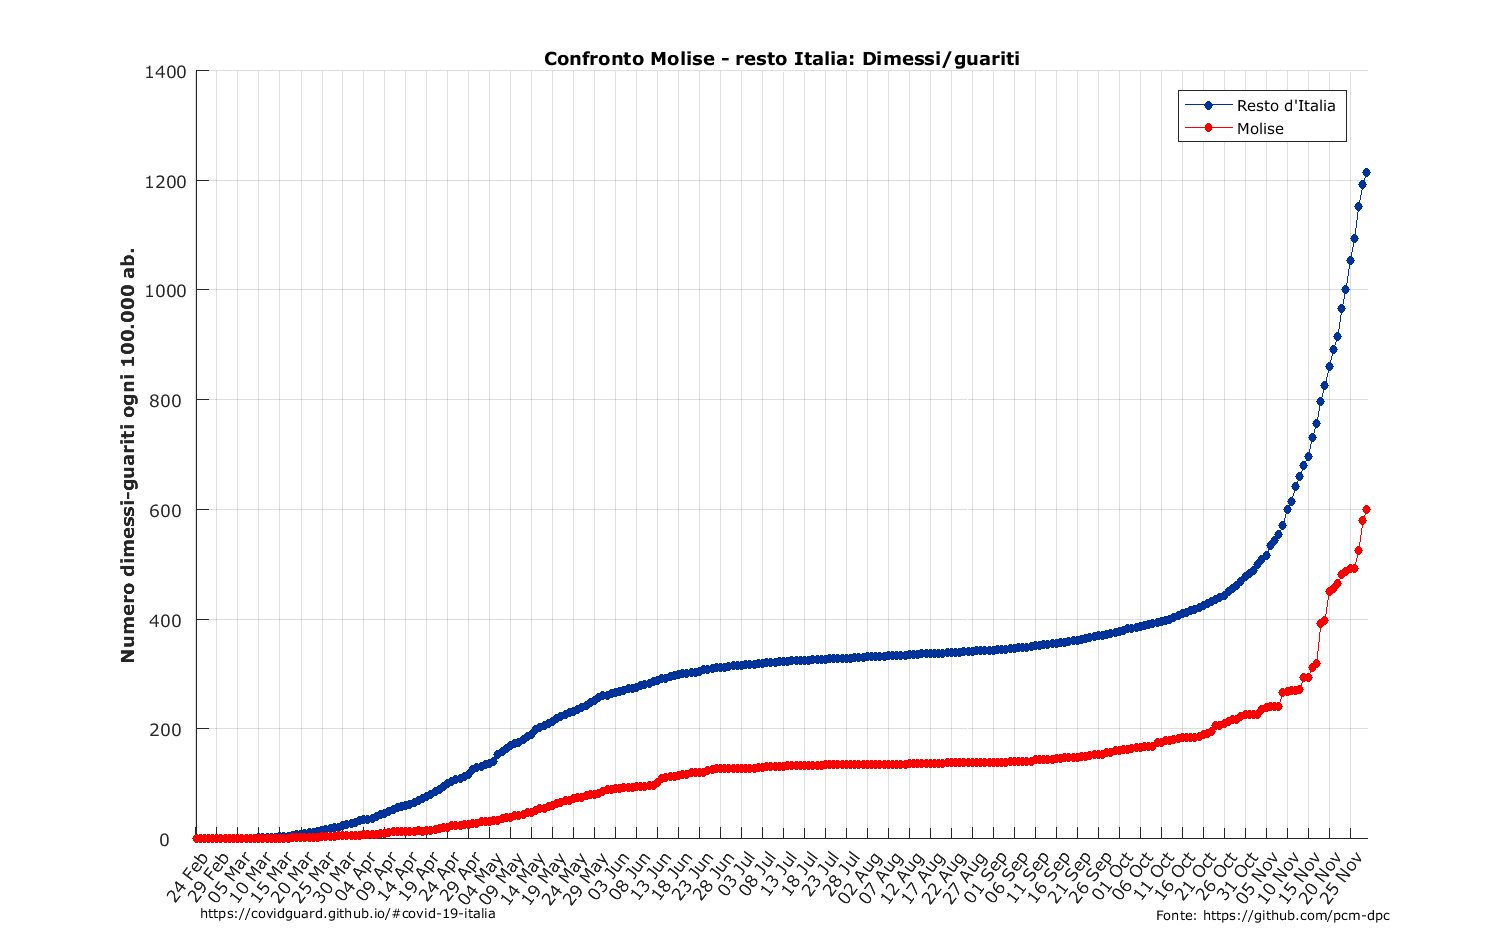 Confronto Molise - resto Italia: Dimessi/guariti
Resto d'Italia
Molise
Numero dimessi-guariti ogni 100.000 ab.
1400
1200
1000
800
600
400
200
0
24 Feb
29 Feb
05 Mar
10 Mar
15 Mar
20 Mar
25 Mar
30 Mar
04 Apr
09 Apr
14 Apr
19 Apr
24 Apr
29 Apr
04 May
09 May
14 May
19 May
24 May
29 May
03 Jun
08 Jun
13 Jun
18 Jun
23 Jun
28 Jun
03 Jul
08 Jul
13 Jul
18 Jul
23 Jul
28 Jul
02 Aug
07 Aug
12 Aug
17 Aug
22 Aug
27 Aug
01 Sep
06 Sep
11 Sep
16 Sep
21 Sep
26 Sep
01 Oct
06 Oct
11 Oct
16 Oct
21 Oct
26 Oct
31 Oct
05 Nov
10 Nov
15 Nov
20 Nov
25 Nov
https://covidguard.github.io/#covid-19-italia
Fonte: https://github.com/pcm-dpc